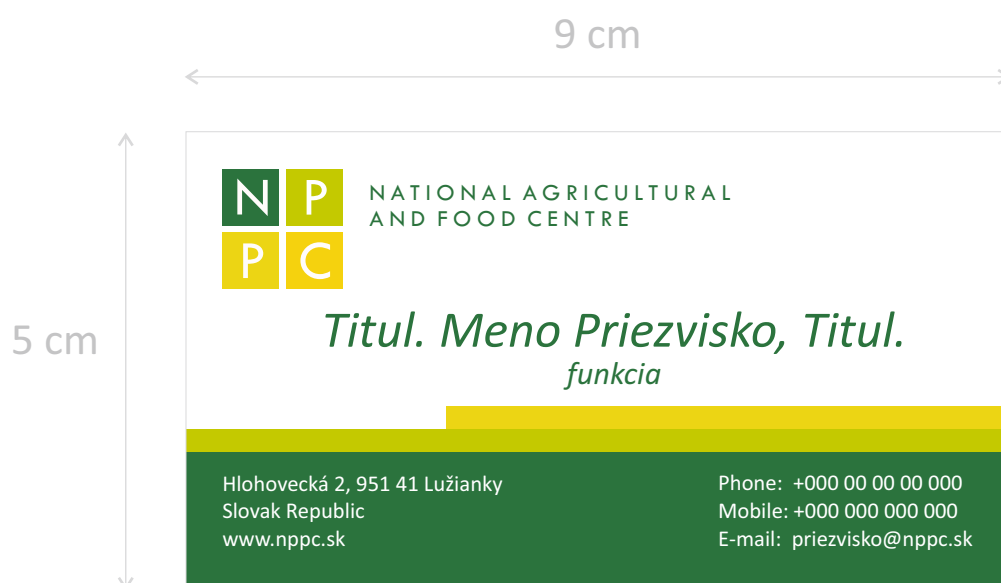 9 cm
5 cm
N P
P C
NATIONAL AGRICULTURAL
AND FOOD CENTRE
Titul. Meno Priezvisko, Titul.
funkcia
Hlohovecká 2, 951 41 Lužianky
Slovak Republic
www.nppc.sk
Phone: +000 00 00 00 000
Mobile: +000 000 000 000
E-mail: priezvisko@nppc.sk